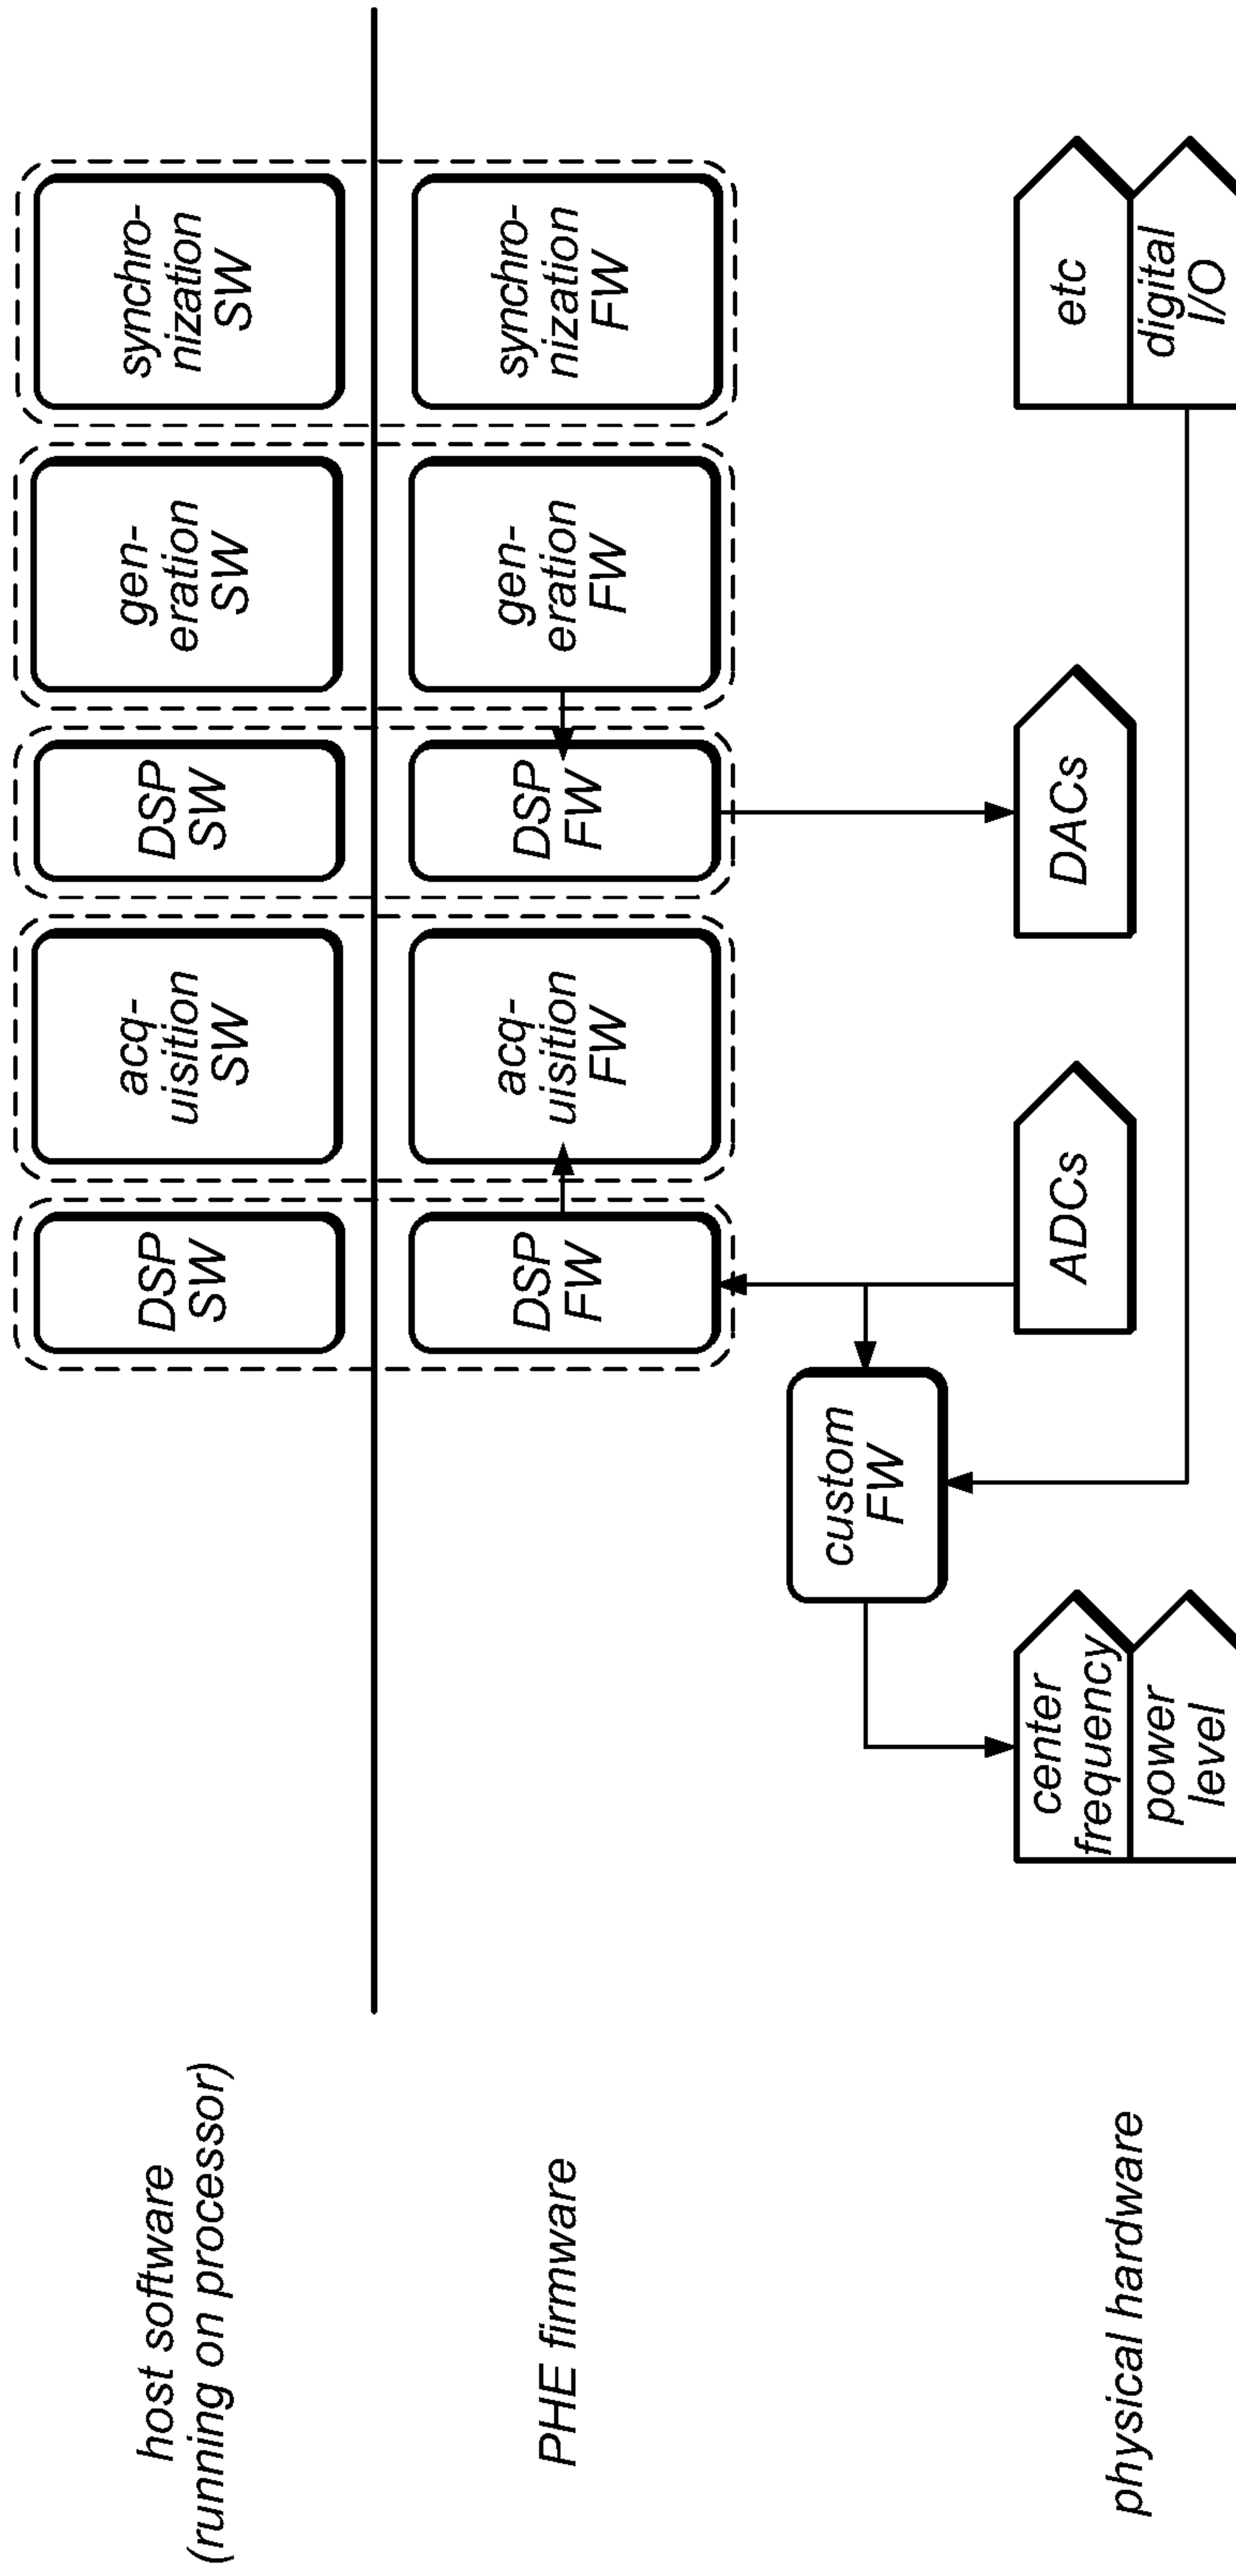 host software
(running on processor)
DSP
SW
acq-
uisition
SW
DSP
SW
gen-
eration
SW
synchro-
nization
SW
PHE firmware
DSP
FW
acq-
uisition
FW
DSP
FW
gen-
eration
FW
synchro-
nization
FW
custom
FW
physical hardware
center
frequency
power
level
ADCs
DACs
etc
digital
I/O